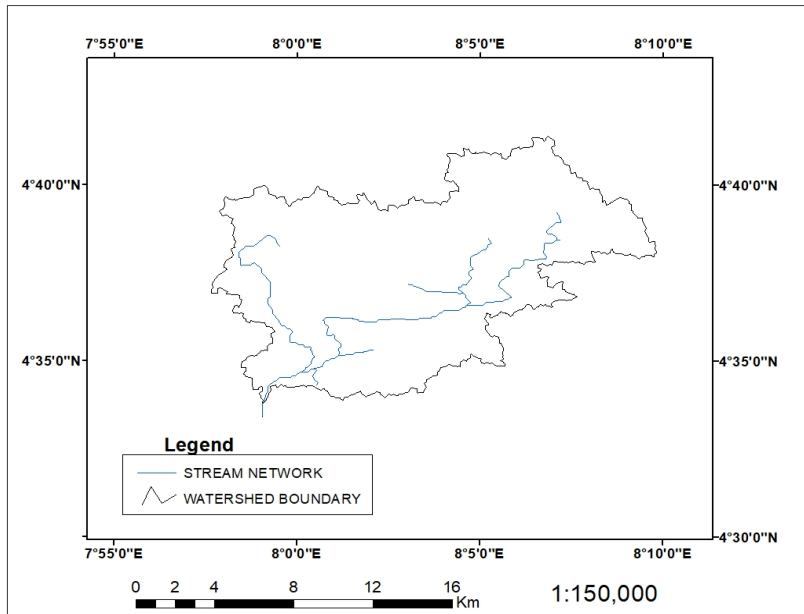 7°55'0"E 8°0'0"E 8°5'0"E 8°10'0"E
4°40'0"N 4°40'0"N
4°35'0"N 4°35'0"N
Legend
STREAM NETWORK
WATERSHED BOUNDARY
4°30'0"N
7°55'0"E 8°0'0"E 8°5'0"E 8°10'0"E
0 2 4 8 12 16
Km
1:150,000